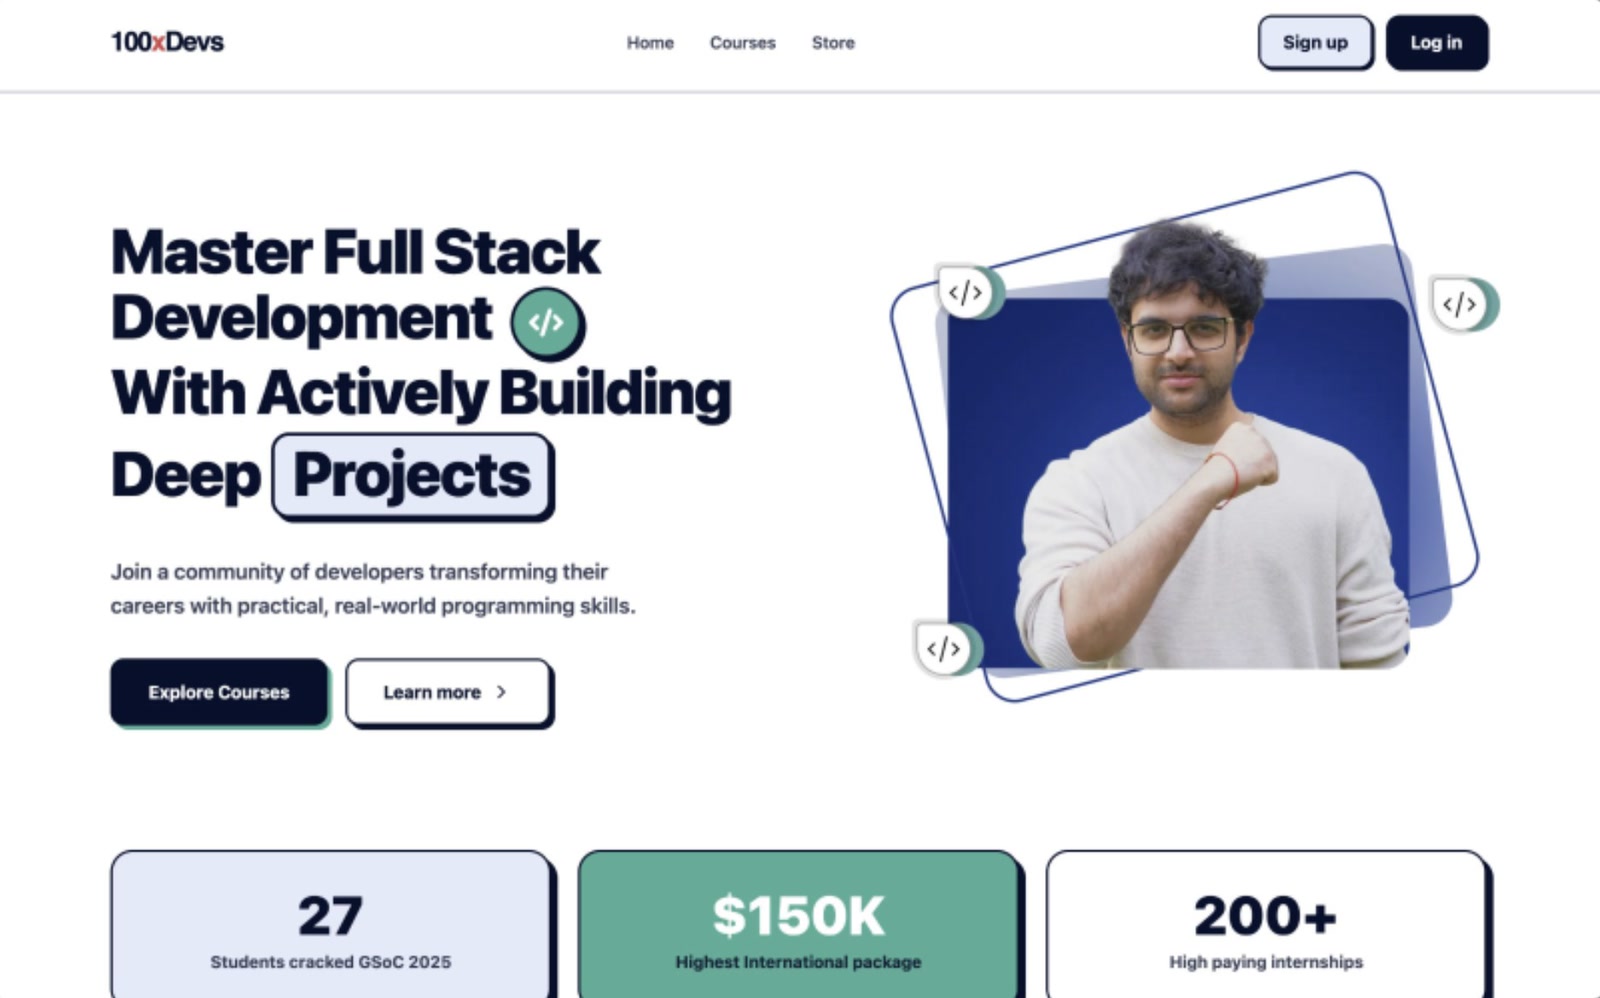 100xDevs
Home
Courses
Store
Sign up
Log in
Master Full Stack
Development </>
With Actively Building
Deep Projects
Join a community of developers transforming their
careers with practical, real-world programming skills.
Explore Courses
Learn more >
</>
</>
</>
27
Students cracked GSoC 2025
$150K
Highest International package
200+
High paying internships